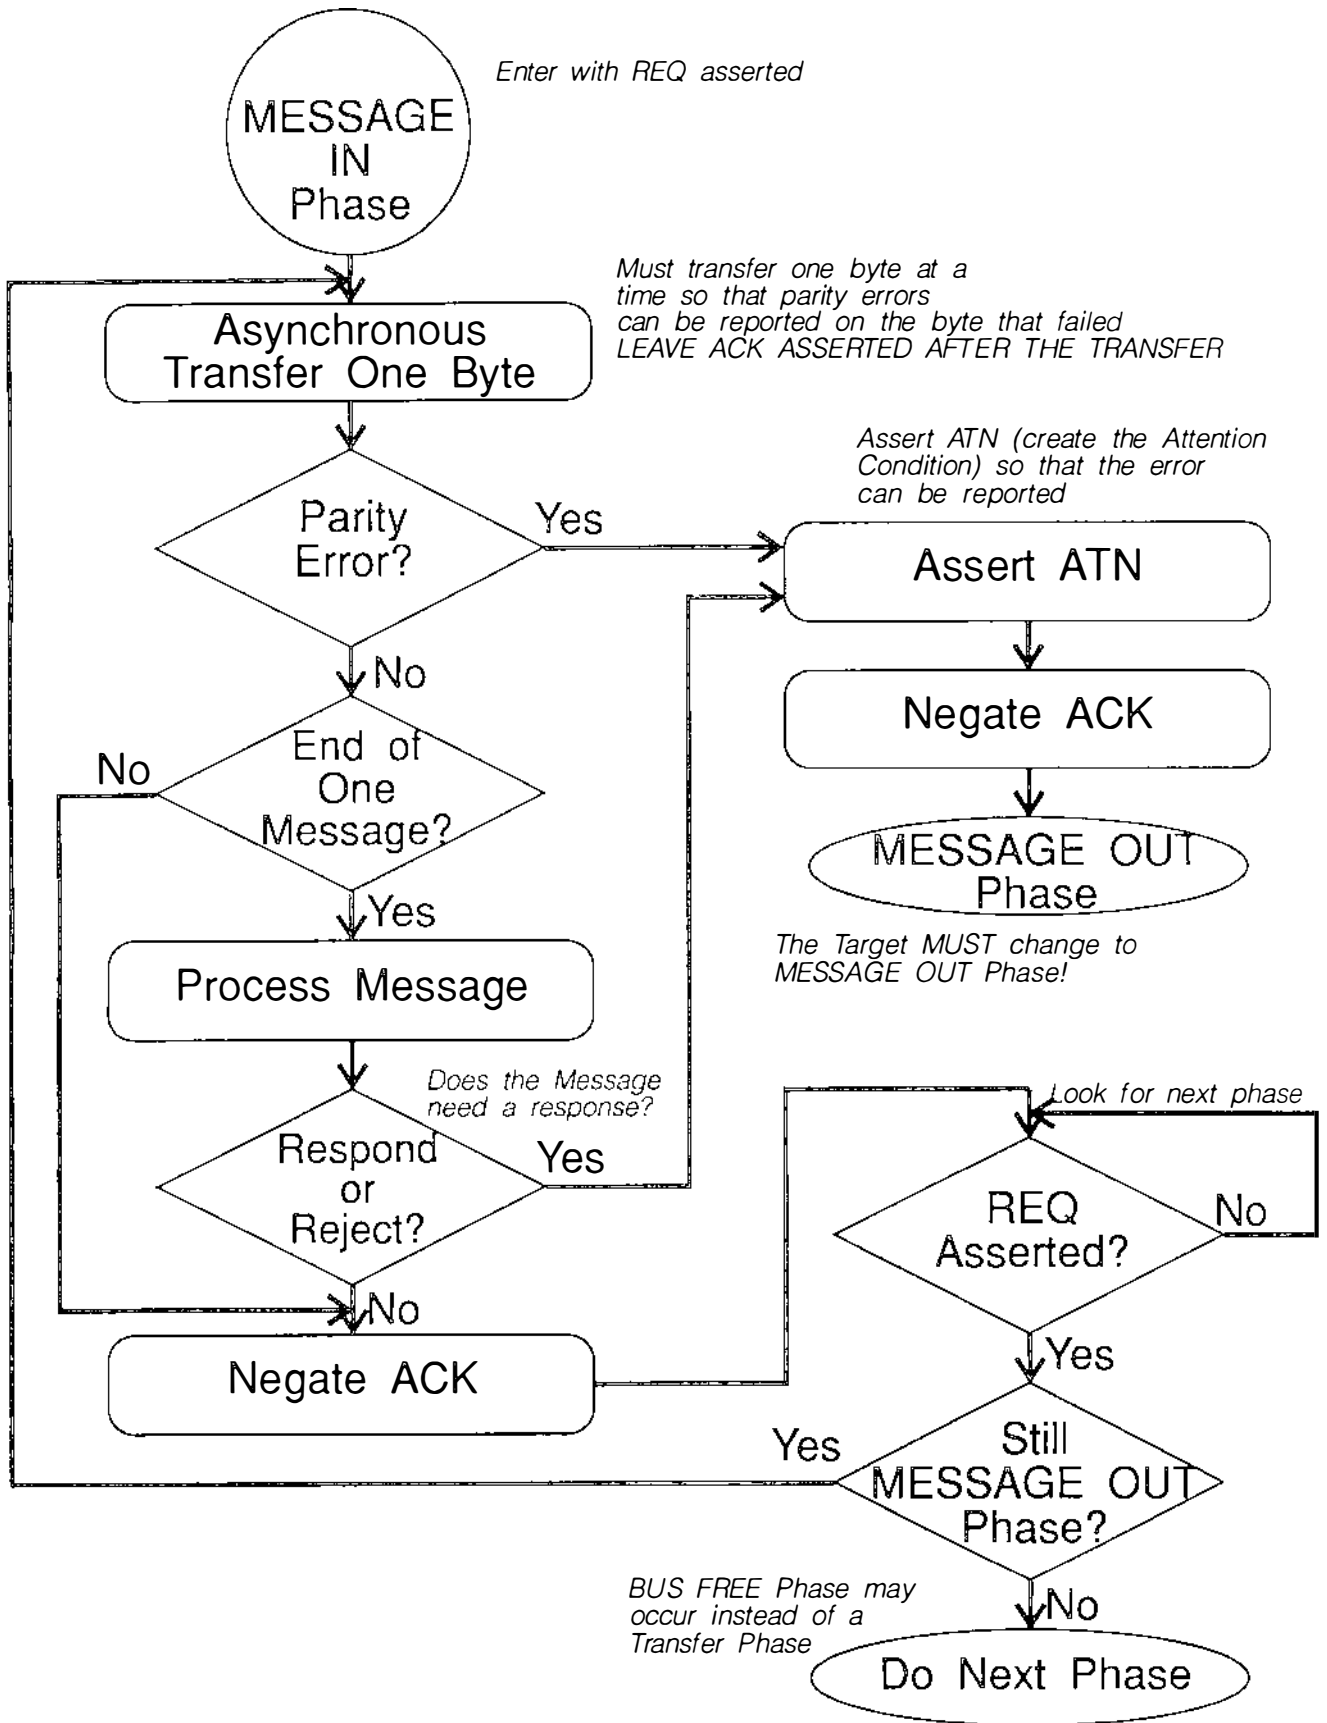 Enter with REQ asserted
MESSAGE
IN
Phase
Must transfer one byte at a
time so that parity errors
can be reported on the byte that failed
LEAVE ACK ASSERTED AFTER THE TRANSFER
Asynchronous
Transfer One Byte
Assert ATN (create the Attention
Condition) so that the error
can be reported
Parity
Error?
Yes
Assert ATN
No
Negate ACK
End of
One
Message?
No
MESSAGE OUT
Phase
Yes
The Target MUST change to
MESSAGE OUT Phase!
Process Message
Does the Message
need a response?
Look for next phase
Respond
or
Reject?
Yes
REQ
Asserted?
No
No
Negate ACK
Yes
Still
MESSAGE OUT
Phase?
Yes
BUS FREE Phase may
occur instead of a
Transfer Phase
No
Do Next Phase